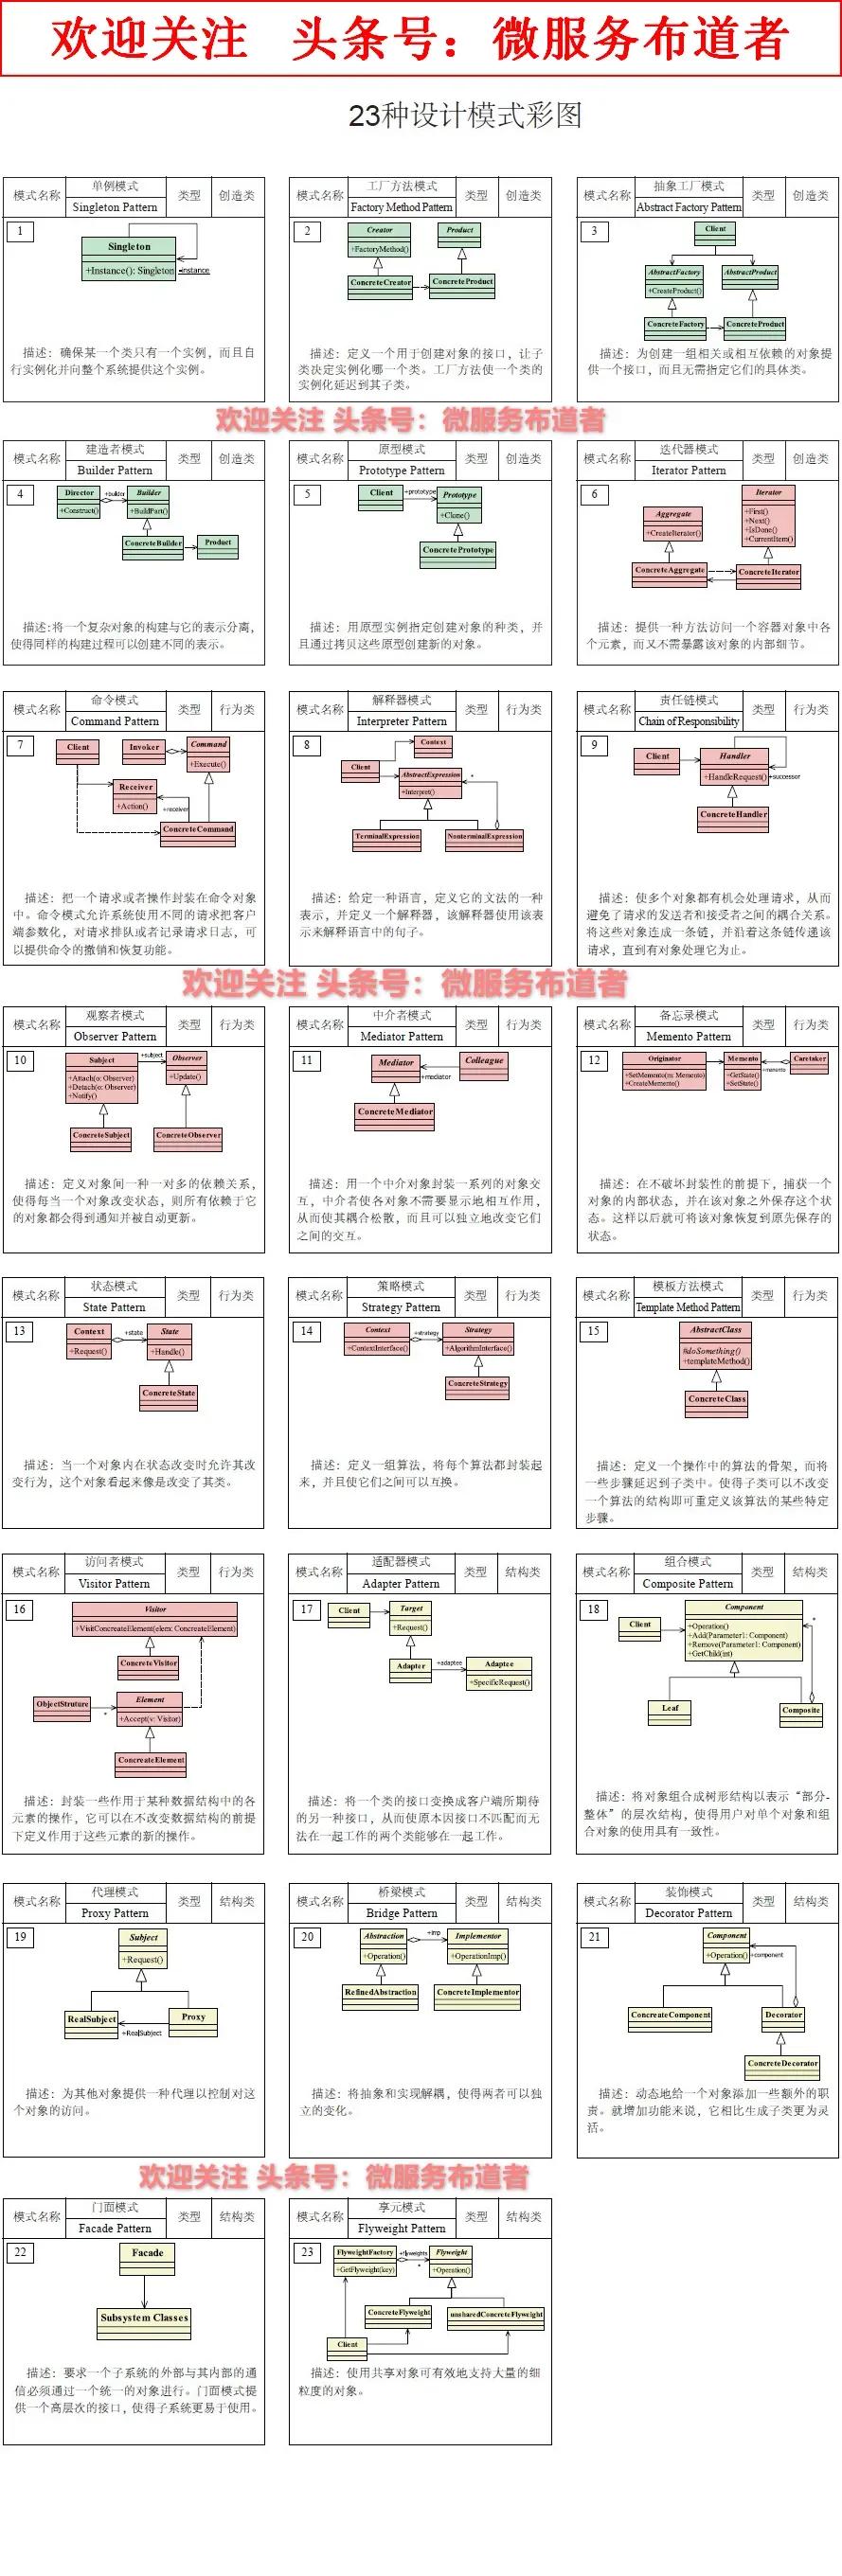 欢迎关注 头条号：微服务布道者
23种设计模式彩图
模式名称 单例模式 Singleton Pattern 类型 创造类
1
Singleton
+Instance(): Singleton
-instance
描述：确保某一个类只有一个实例，而且自
行实例化并向整个系统提供这个实例。
模式名称 工厂方法模式 Factory Method Pattern 类型 创造类
2
Creator
+FactoryMethod()
Product
ConcreteCreator
ConcreteProduct
描述：定义一个用于创建对象的接口，让子
类决定实例化哪一个类。工厂方法使一个类的
实例化延迟到其子类。
模式名称 抽象工厂模式 Abstract Factory Pattern 类型 创造类
3
Client
AbstractFactory
+CreateProduct()
AbstractProduct
ConcreteFactory
ConcreteProduct
描述：为创建一组相关或相互依赖的对象提
供一个接口，而且无需指定它们的具体类。
欢迎关注 头条号：微服务布道者
模式名称 建造者模式 Builder Pattern 类型 创造类
4
Director
+Construct()
+builder
Builder
+BuildPart()
ConcreteBuilder
Product
描述:将一个复杂对象的构建与它的表示分离，
使得同样的构建过程可以创建不同的表示。
模式名称 原型模式 Prototype Pattern 类型 创造类
5
Client
+prototype
Prototype
+Clone()
ConcretePrototype
描述：用原型实例指定创建对象的种类，并
且通过拷贝这些原型创建新的对象。
模式名称 迭代器模式 Iterator Pattern 类型 创造类
6
Aggregate
+CreateIterator()
Iterator
+First()
+Next()
+IsDone()
+CurrentItem()
ConcreteAggregate
ConcreteIterator
描述：提供一种方法访问一个容器对象中各
个元素，而又不需暴露该对象的内部细节。
模式名称 命令模式 Command Pattern 类型 行为类
7
Client
Invoker
Command
+Execute()
Receiver
+Action()
+receiver
ConcreteCommand
描述：把一个请求或者操作封装在命令对象
中。命令模式允许系统使用不同的请求把客户
端参数化，对请求排队或者记录请求日志，可
以提供命令的撤销和恢复功能。
模式名称 解释器模式 Interpreter Pattern 类型 行为类
8
Context
Client
AbstractExpression
+Interpret()
*
TerminalExpression
NonterminalExpression
描述：给定一种语言，定义它的文法的一种
表示，并定义一个解释器，该解释器使用该表
示来解释语言中的句子。
模式名称 责任链模式 Chain of Responsibility 类型 行为类
9
Client
Handler
+HandleRequest()
+successor
ConcreteHandler
描述：使多个对象都有机会处理请求，从而
避免了请求的发送者和接受者之间的耦合关系。
将这些对象连成一条链，并沿着这条链传递该
请求，直到有对象处理它为止。
欢迎关注 头条号：微服务布道者
模式名称 观察者模式 Observer Pattern 类型 行为类
10
Subject
+Attach(o: Observer)
+Detach(o: Observer)
+Notify()
+subject
Observer
+Update()
ConcreteSubject
ConcreteObserver
描述：定义对象间一种一对多的依赖关系，
使得每当一个对象改变状态，则所有依赖于它
的对象都会得到通知并被自动更新。
模式名称 中介者模式 Mediator Pattern 类型 行为类
11
Mediator
+mediator
Colleague
ConcreteMediator
描述：用一个中介对象封装一系列的对象交
互，中介者使各对象不需要显示地相互作用，
从而使其耦合松散，而且可以独立地改变它们
之间的交互。
模式名称 备忘录模式 Memento Pattern 类型 行为类
12
Originator
+SetMemento(m: Memento)
+CreateMemento()
Memento
+GetState()
+SetState()
+memento
Caretaker
描述：在不破坏封装性的前提下，捕获一个
对象的内部状态，并在该对象之外保存这个状
态。这样以后就可将该对象恢复到原先保存的
状态。
模式名称 状态模式 State Pattern 类型 行为类
13
Context
+Request()
+state
State
+Handle()
ConcreteState
描述：当一个对象内在状态改变时允许其改
变行为，这个对象看起来像是改变了其类。
模式名称 策略模式 Strategy Pattern 类型 行为类
14
Context
+ContextInterface()
+strategy
Strategy
+AlgorithmInterface()
ConcreteStrategy
描述：定义一组算法，将每个算法都封装起
来，并且使它们之间可以互换。
模式名称 模板方法模式 Template Method Pattern 类型 行为类
15
AbstractClass
#doSomething()
+templateMethod()
ConcreteClass
描述：定义一个操作中的算法的骨架，而将
一些步骤延迟到子类中。使得子类可以不改变
一个算法的结构即可重定义该算法的某些特定
步骤。
模式名称 访问者模式 Visitor Pattern 类型 行为类
16
Visitor
+VisitConcreateElement(elem: ConcreateElement)
ConcreteVisitor
ObjectStruture
*
Element
+Accept(v: Visitor)
ConcreateElement
描述：封装一些作用于某种数据结构中的各
元素的操作，它可以在不改变数据结构的前提
下定义作用于这些元素的新的操作。
模式名称 适配器模式 Adapter Pattern 类型 结构类
17
Client
Target
+Request()
Adapter
+adaptee
Adaptee
+SpecificRequest()
描述：将一个类的接口变换成客户端所期待
的另一种接口，从而使原本因接口不匹配而无
法在一起工作的两个类能够在一起工作。
模式名称 组合模式 Composite Pattern 类型 结构类
18
Client
Component
+Operation()
+Add(Parameter1: Component)
+Remove(Parameter1: Component)
+GetChild(int)
*
Leaf
Composite
描述：将对象组合成树形结构以表示“部分-
整体”的层次结构，使得用户对单个对象和组
合对象的使用具有一致性。
模式名称 代理模式 Proxy Pattern 类型 结构类
19
Subject
+Request()
RealSubject
+RealSubject
Proxy
描述：为其他对象提供一种代理以控制对这
个对象的访问。
模式名称 桥梁模式 Bridge Pattern 类型 结构类
20
Abstraction
+Operation()
+Imp
Implementor
+OperationImp()
RefinedAbstraction
ConcreteImplementor
描述：将抽象和实现解耦，使得两者可以独
立的变化。
模式名称 装饰模式 Decorator Pattern 类型 结构类
21
Component
+Operation()
+component
ConcreateComponent
Decorator
ConcreteDecorator
描述：动态地给一个对象添加一些额外的职
责。就增加功能来说，它相比生成子类更为灵
活。
欢迎关注 头条号：微服务布道者
模式名称 门面模式 Facade Pattern 类型 结构类
22
Facade
Subsystem Classes
描述：要求一个子系统的外部与其内部的通
信必须通过一个统一的对象进行。门面模式提
供一个高层次的接口，使得子系统更易于使用。
模式名称 享元模式 Flyweight Pattern 类型 结构类
23
FlyweightFactory
+GetFlyweight(key)
+flyweights
*
Flyweight
+Operation()
ConcreteFlyweight
unsharedConcreteFlyweight
Client
描述：使用共享对象可有效地支持大量的细
粒度的对象。